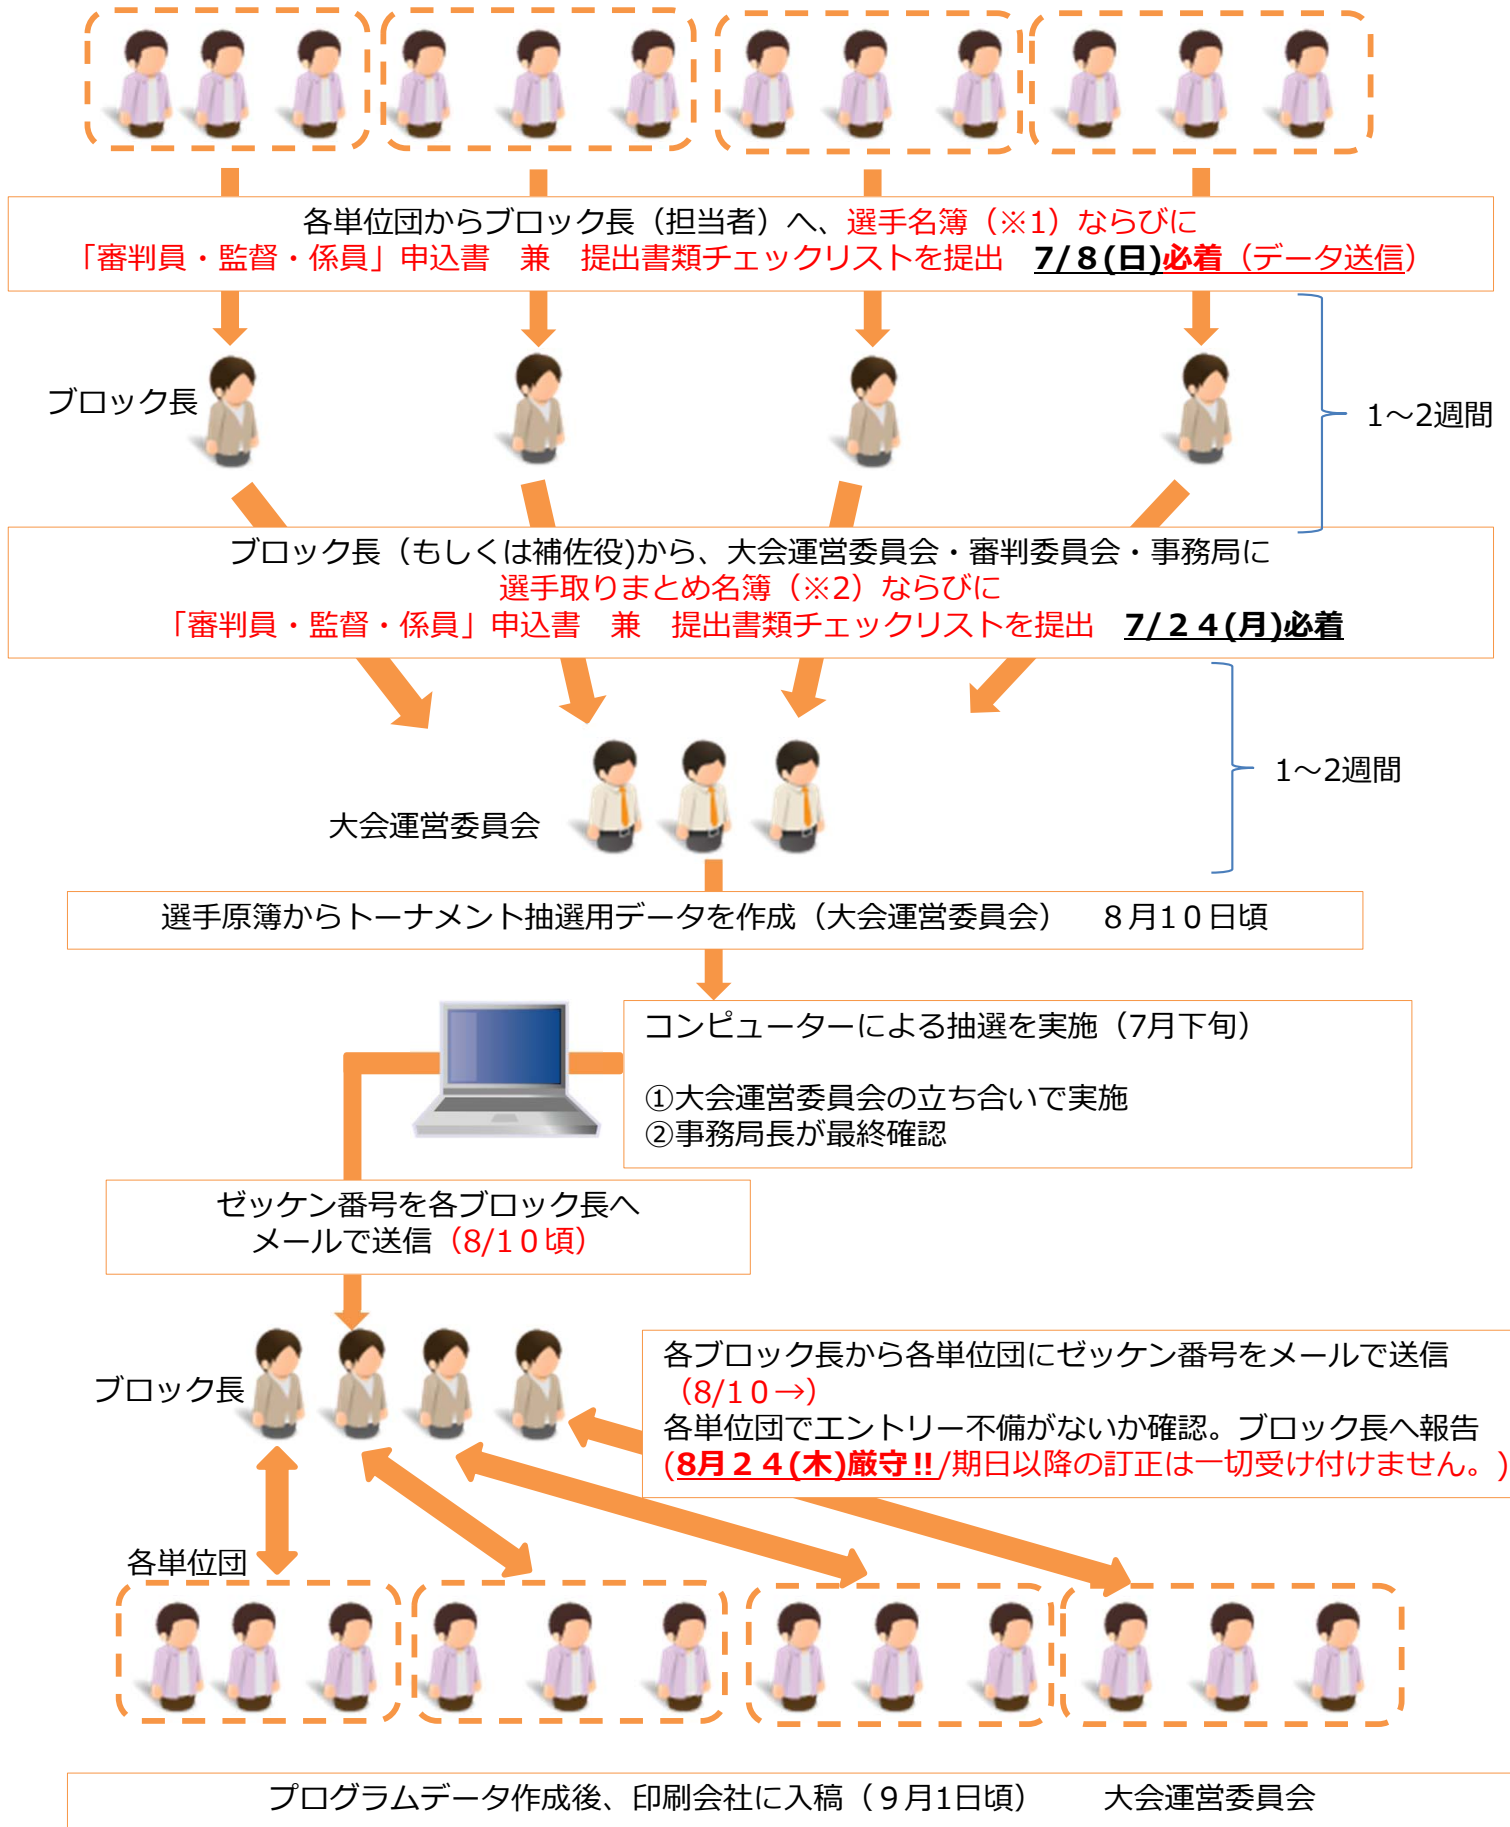 各単位団からブロック長（担当者）へ、選手名簿（※1）ならびに
「審判員・監督・係員」申込書　兼　提出書類チェックリストを提出　7/８(日)必着（データ送信）
ブロック長
1～2週間
ブロック長（もしくは補佐役)から、大会運営委員会・審判委員会・事務局に
選手取りまとめ名簿（※2）ならびに
「審判員・監督・係員」申込書　兼　提出書類チェックリストを提出　7/２４(月)必着
1～2週間
大会運営委員会
選手原簿からトーナメント抽選用データを作成（大会運営委員会）　８月1０日頃
コンピューターによる抽選を実施（7月下旬）
①大会運営委員会の立ち合いで実施
②事務局長が最終確認
ゼッケン番号を各ブロック長へ
メールで送信（8/1０頃）
ブロック長
各ブロック長から各単位団にゼッケン番号をメールで送信
（8/1０→）
各単位団でエントリー不備がないか確認。ブロック長へ報告
(8月２４(木)厳守‼/期日以降の訂正は一切受け付けません。)
各単位団
プログラムデータ作成後、印刷会社に入稿（９月1日頃）　　大会運営委員会